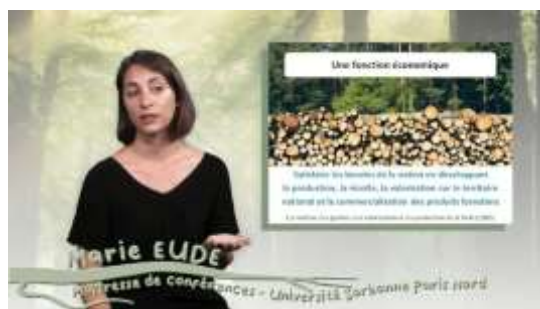 Une fonction économique
Satisfaire les besoins de la nation en développant
la production, la récolte, la valorisation sur le territoire
national et la commercialisation des produits forestiers
Marie EUDE
Maîtresse de conférences - Université Sorbonne Paris Nord